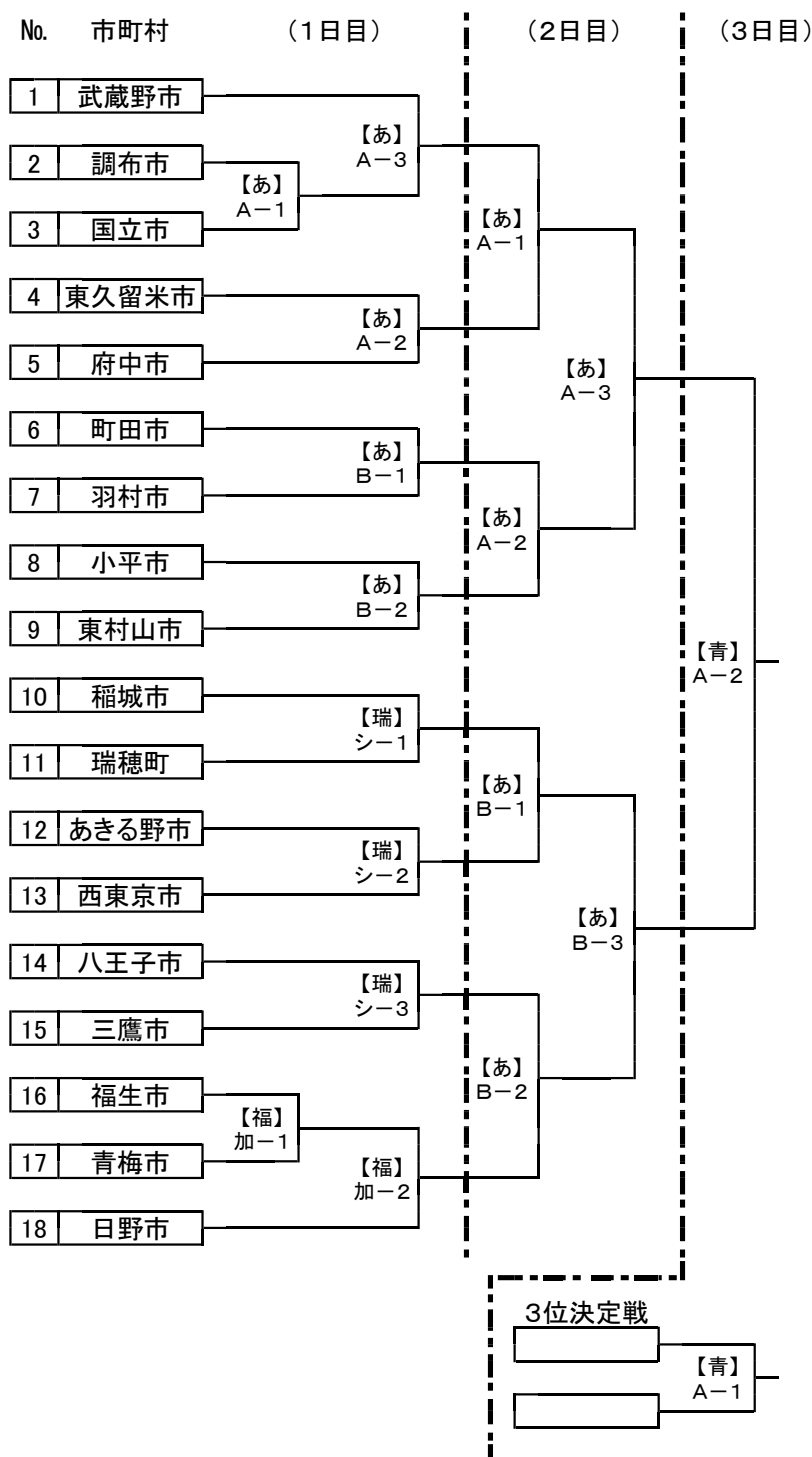 No. 市町村 （1日目） （2日目） （3日目）
1 武蔵野市
【あ】
A－3
2 調布市
【あ】
A－1
3 国立市
【あ】
A－1
4 東久留米市
【あ】
A－2
5 府中市
【あ】
A－3
6 町田市
【あ】
B－1
7 羽村市
【あ】
A－2
8 小平市
【あ】
B－2
9 東村山市
【青】
A－2
10 稲城市
【瑞】
シ－1
11 瑞穂町
【あ】
B－1
12 あきる野市
【瑞】
シ－2
13 西東京市
【あ】
B－3
14 八王子市
【瑞】
シ－3
15 三鷹市
【あ】
B－2
16 福生市
【福】
加－1
17 青梅市
【福】
加－2
18 日野市
3位決定戦
【青】
A－1